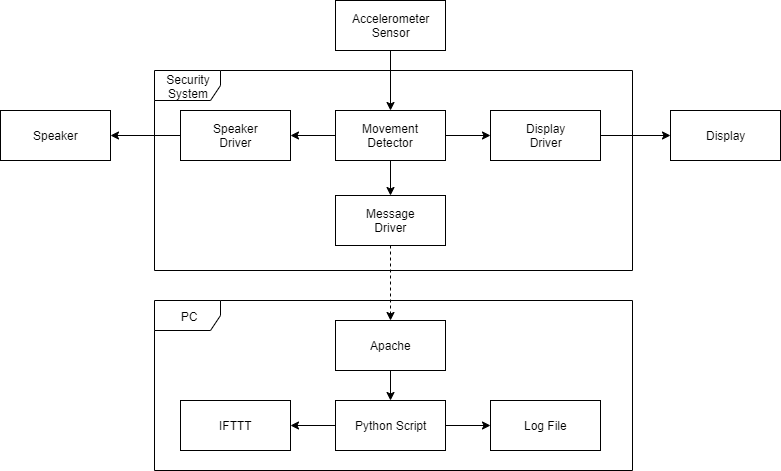 Accelerometer
Sensor
Security
System
Speaker
Speaker
Driver
Movement
Detector
Display
Driver
Display
Message
Driver
PC
Apache
IFTTT
Python Script
Log File